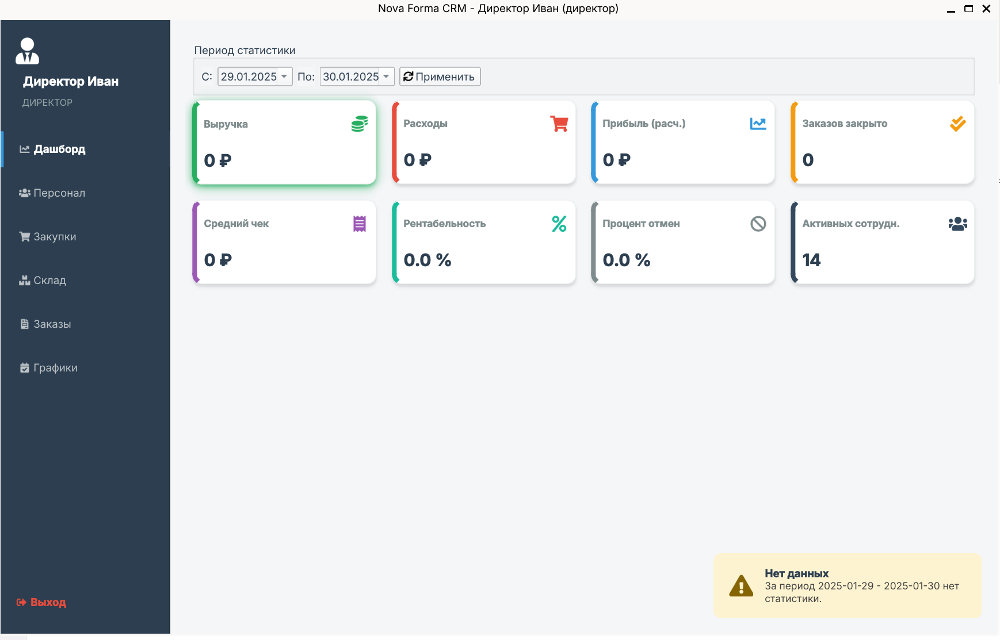 Nova Forma CRM - Директор Иван (директор)
Директор Иван
ДИРЕКТОР
Дашборд
Персонал
Закупки
Склад
Заказы
Графики
Выход
Период статистики
С: 29.01.2025 По: 30.01.2025 Применить
Выручка
0 ₽
Расходы
0 ₽
Прибыль (расч.)
0 ₽
Заказов закрыто
0
Средний чек
0 ₽
Рентабельность
0.0 %
Процент отмен
0.0 %
Активных сотрудн.
14
Нет данных
За период 2025-01-29 - 2025-01-30 нет
статистики.